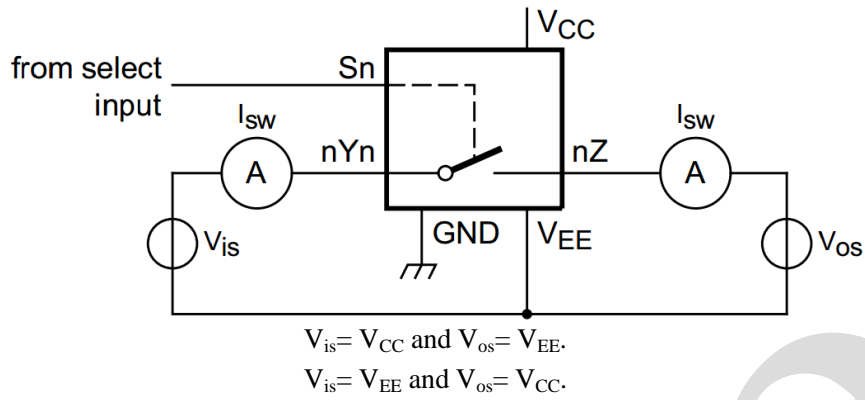 VCC
from select
input
Sn
Isw
Isw
nYn
nZ
A
A
GND
VEE
Vis
Vos
Vis= VCC and Vos= VEE.
Vis= VEE and Vos= VCC.